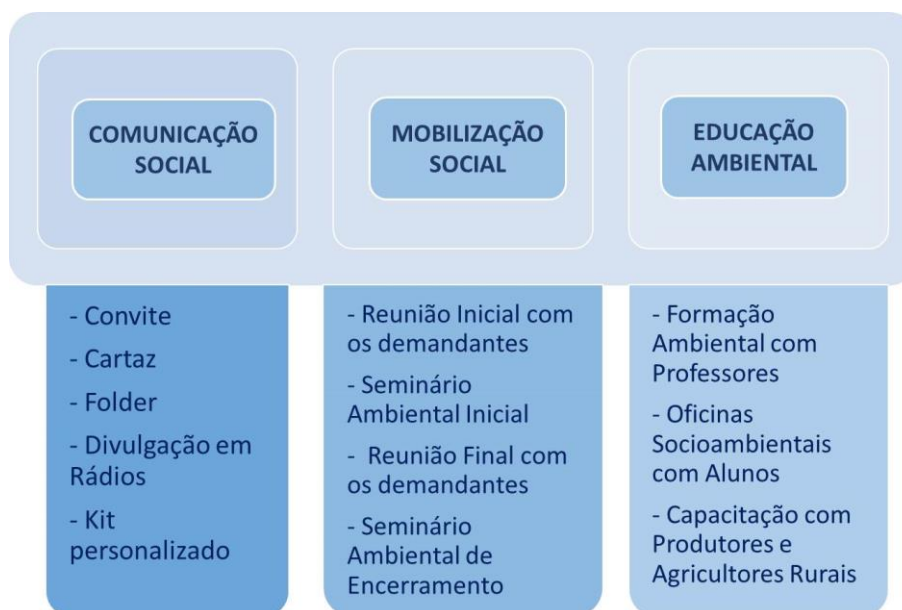 COMUNICAÇÃO
SOCIAL
MOBILIZAÇÃO
SOCIAL
EDUCAÇÃO
AMBIENTAL
- Convite
- Cartaz
- Folder
- Divulgação em
Rádios
- Kit
personalizado
- Reunião Inicial com
os demandantes
- Seminário
Ambiental Inicial
- Reunião Final com
os demandantes
- Seminário
Ambiental de
Encerramento
- Formação
Ambiental com
Professores
- Oficinas
Socioambientais
com Alunos
- Capacitação com
Produtores e
Agricultores Rurais